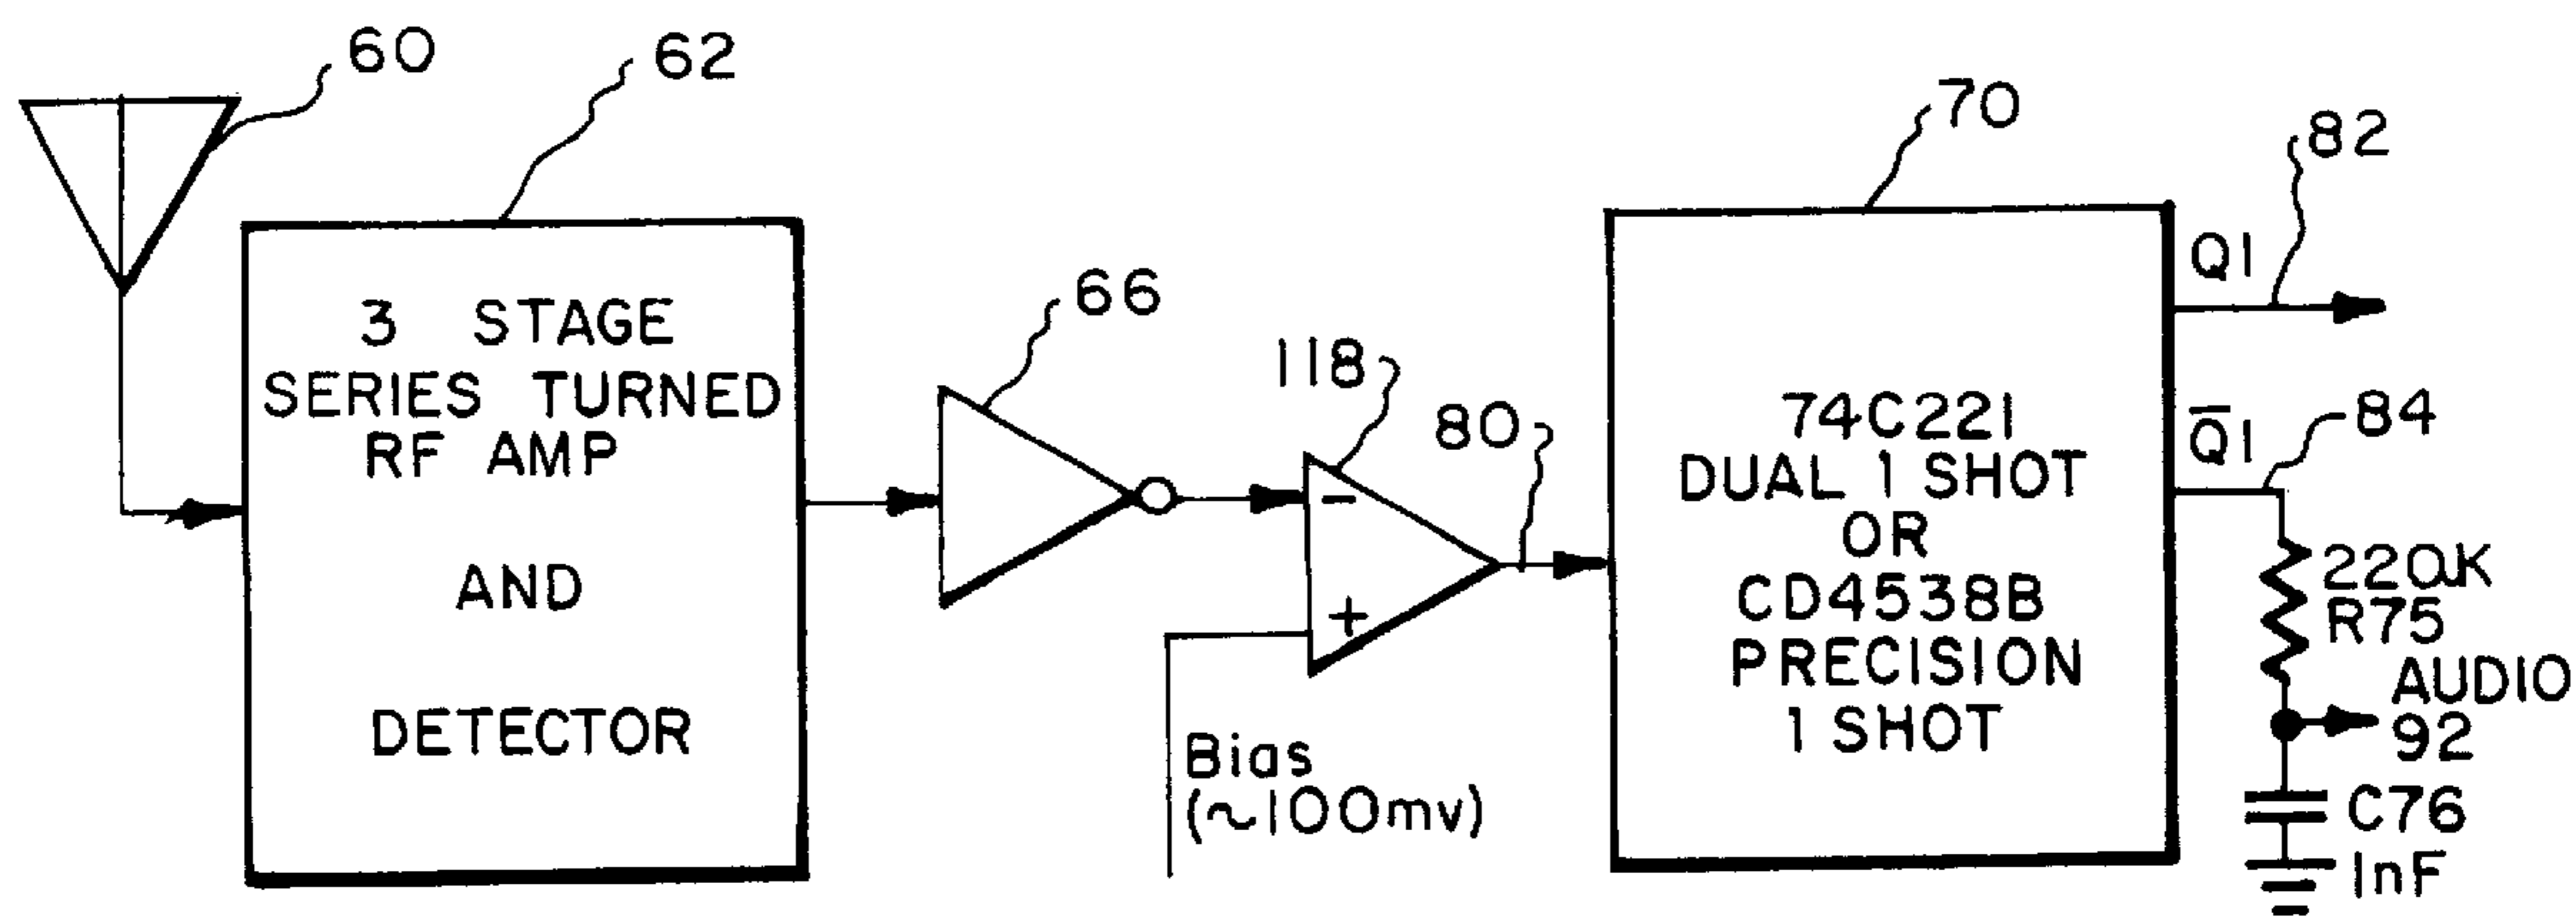 60
62
3 STAGE
SERIES TURNED
RF AMP
AND
DETECTOR
66
118
-
+
Bias
(~100mv)
80
70
74C221
DUAL 1 SHOT
OR
CD4538B
PRECISION
1 SHOT
Q1
82
Q̅1
84
220K
R75
AUDIO
92
C76
1nF